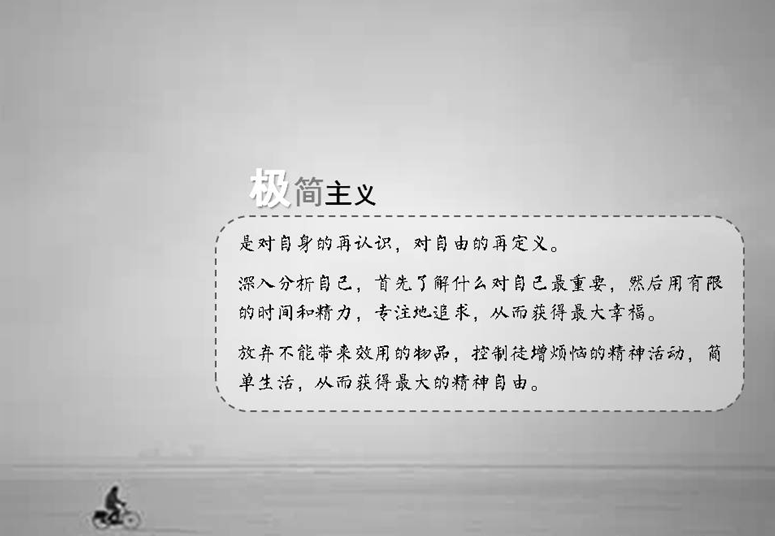 极简主义
是对自身的再认识，对自由的再定义。
深入分析自己，首先了解什么对自己最重要，然后用有限
的时间和精力，专注地追求，从而获得最大幸福。
放弃不能带来效用的物品，控制徒增烦恼的精神活动，简
单生活，从而获得最大的精神自由。